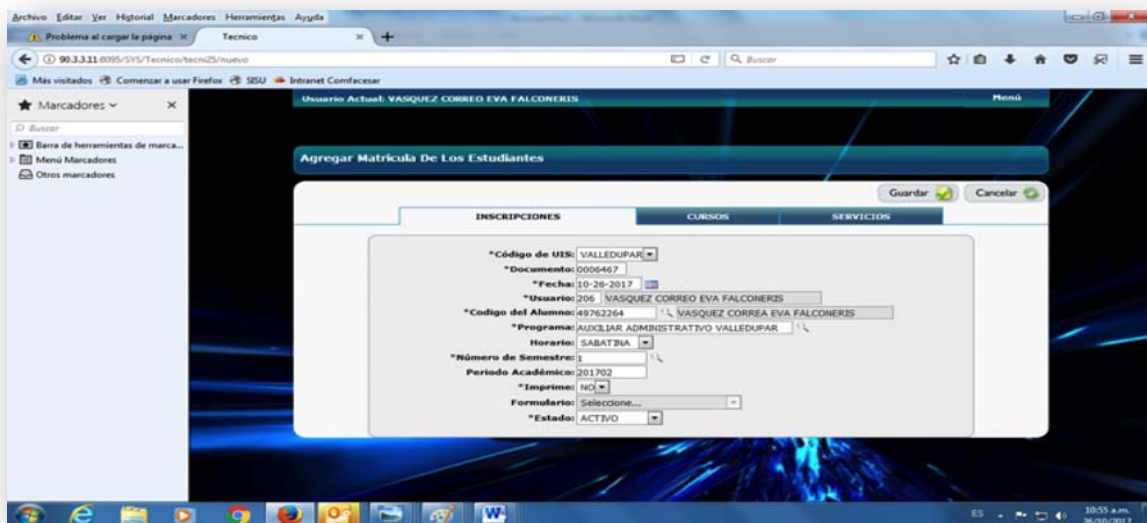 Archivo Editar Ver Historial Marcadores Herramientas Ayuda
Problema al cargar la página × Tecnico × +
90.3.3.11:8095/SYS/Tecnico/tecni25/nuevo Buscar
Más visitados Comenzar a usar Firefox SISU Intranet Comfacesar
Marcadores ×
Buscar
Barra de herramientas de marca...
Menú Marcadores
Otros marcadores
Usuario Actual: VASQUEZ CORREO EVA FALCONERIS Menú
Agregar Matricula De Los Estudiantes
Guardar Cancelar
INSCRIPCIONES CURSOS SERVICIOS
*Código de UIS: VALLEDUPAR
*Documento: 0006467
*Fecha: 10-26-2017
*Usuario: 206 VASQUEZ CORREO EVA FALCONERIS
*Codigo del Alumno: 49762264 VASQUEZ CORREA EVA FALCONERIS
*Programa: AUXILIAR ADMINISTRATIVO VALLEDUPAR
Horario: SABATINA
*Número de Semestre: 1
Periodo Académico: 201702
*Imprime: NO
Formulario: Seleccione...
*Estado: ACTIVO
ES 10:55 a.m.
26/10/2017